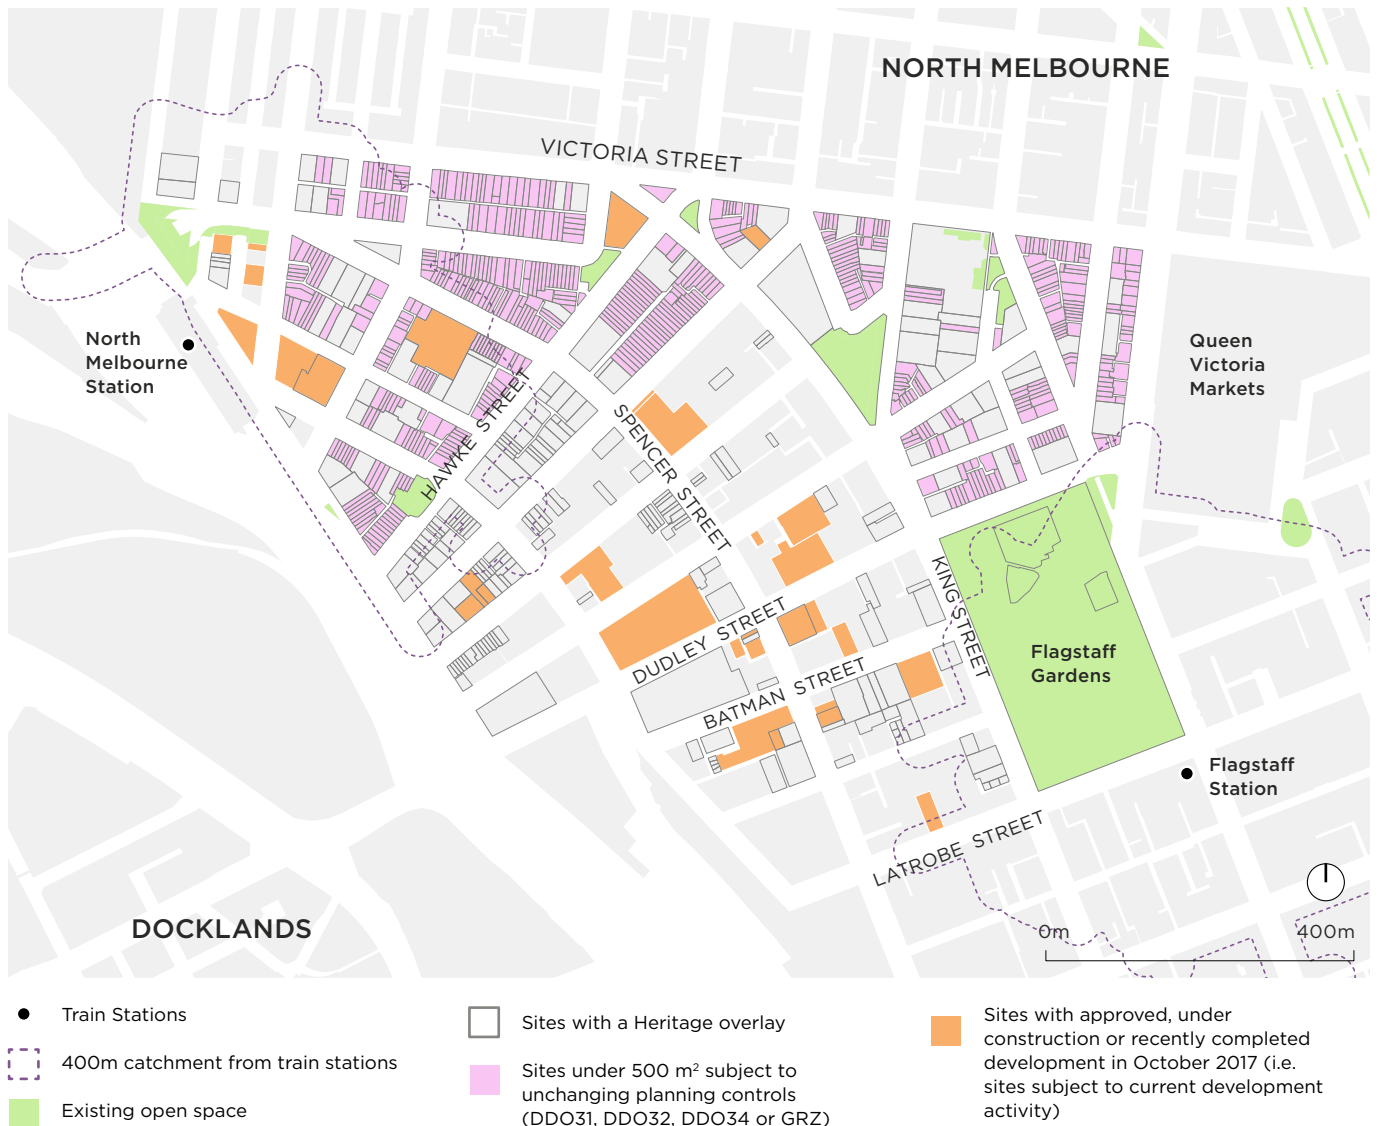 NORTH MELBOURNE
VICTORIA STREET
North
Melbourne
Station
Queen
Victoria
Markets
HAWKE STREET
SPENCER STREET
KING STREET
DUDLEY STREET
BATMAN STREET
Flagstaff
Gardens
Flagstaff
Station
LATROBE STREET
DOCKLANDS
0m
400m
Train Stations
400m catchment from train stations
Existing open space
Sites with a Heritage overlay
Sites under 500 m² subject to
unchanging planning controls
(DDO31, DDO32, DDO34 or GRZ)
Sites with approved, under
construction or recently completed
development in October 2017 (i.e.
sites subject to current development
activity)